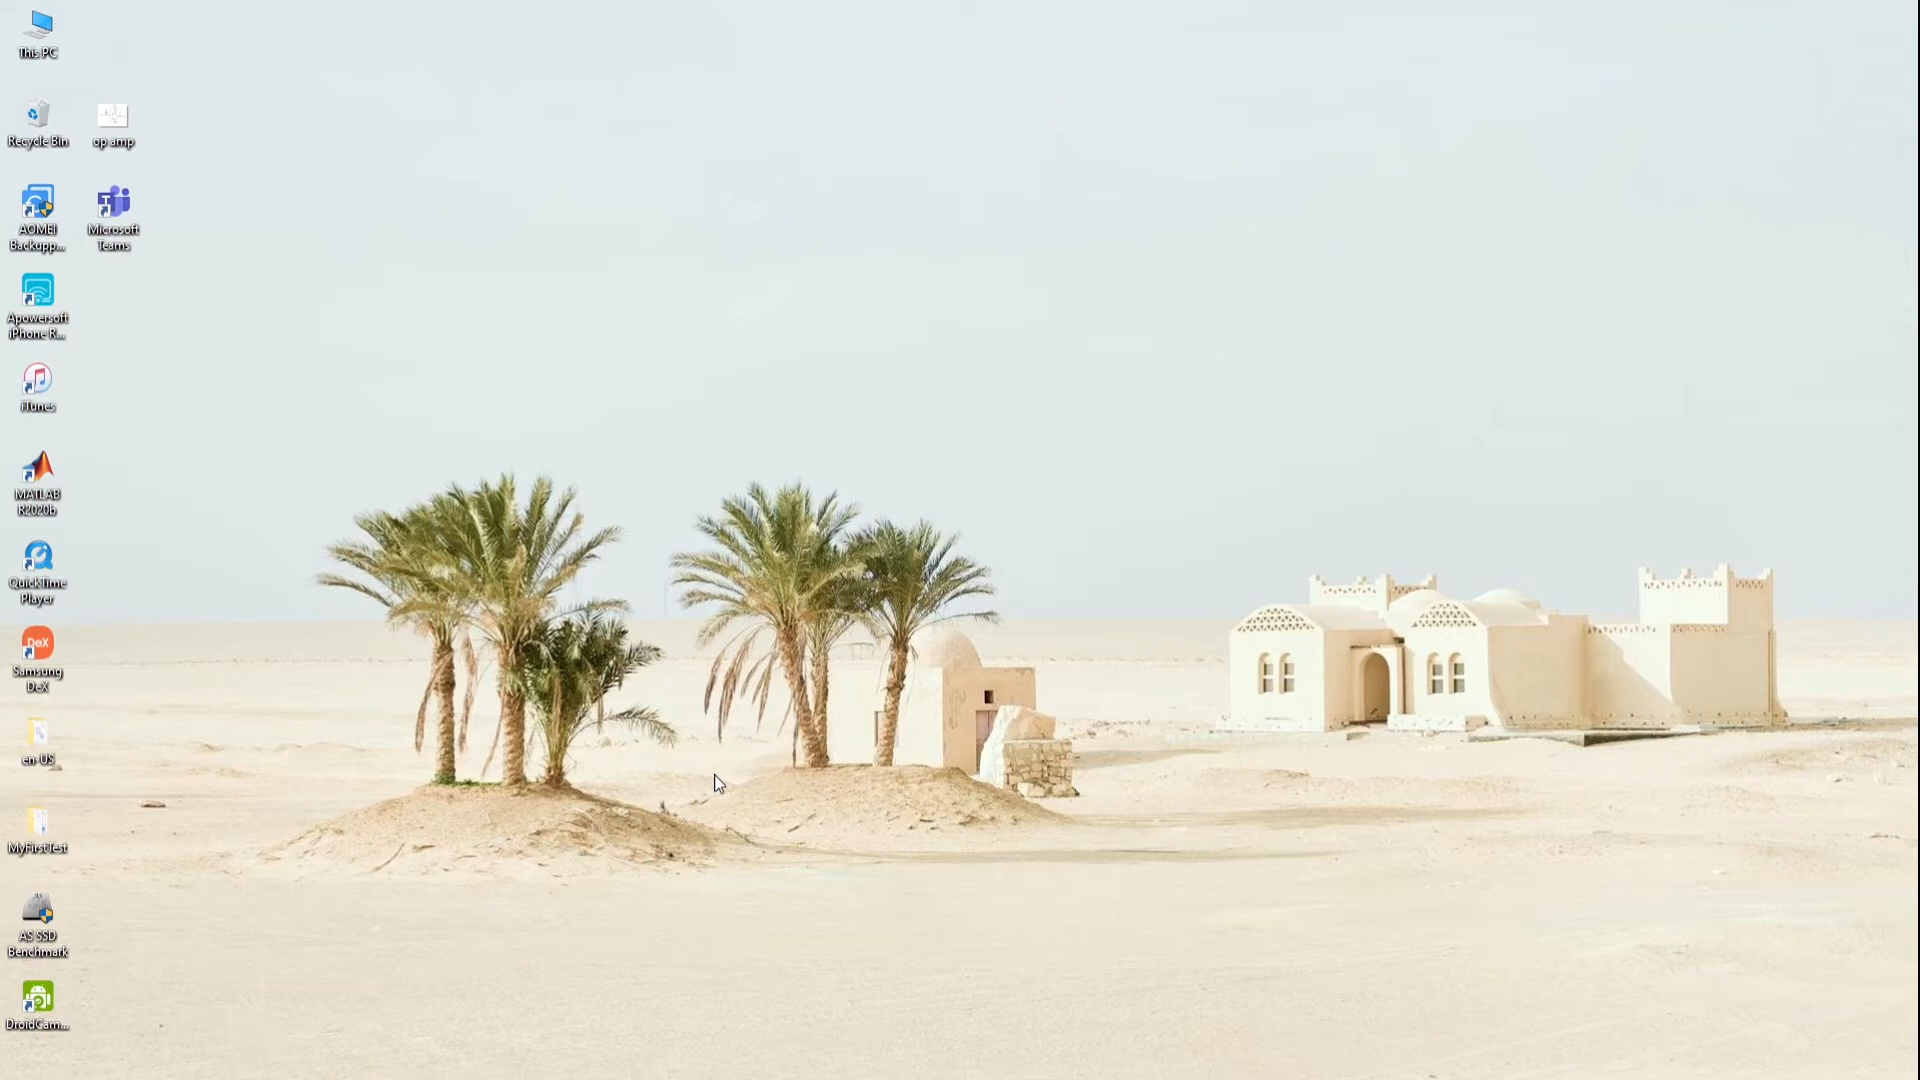 This PC
Recycle Bin
op amp
AOMEI
Backupp...
Microsoft
Teams
Apowersoft
iPhone R...
iTunes
MATLAB
R2020b
QuickTime
Player
Samsung
DeX
en-US
MyFirstTest
AS SSD
Benchmark
DroidCam...